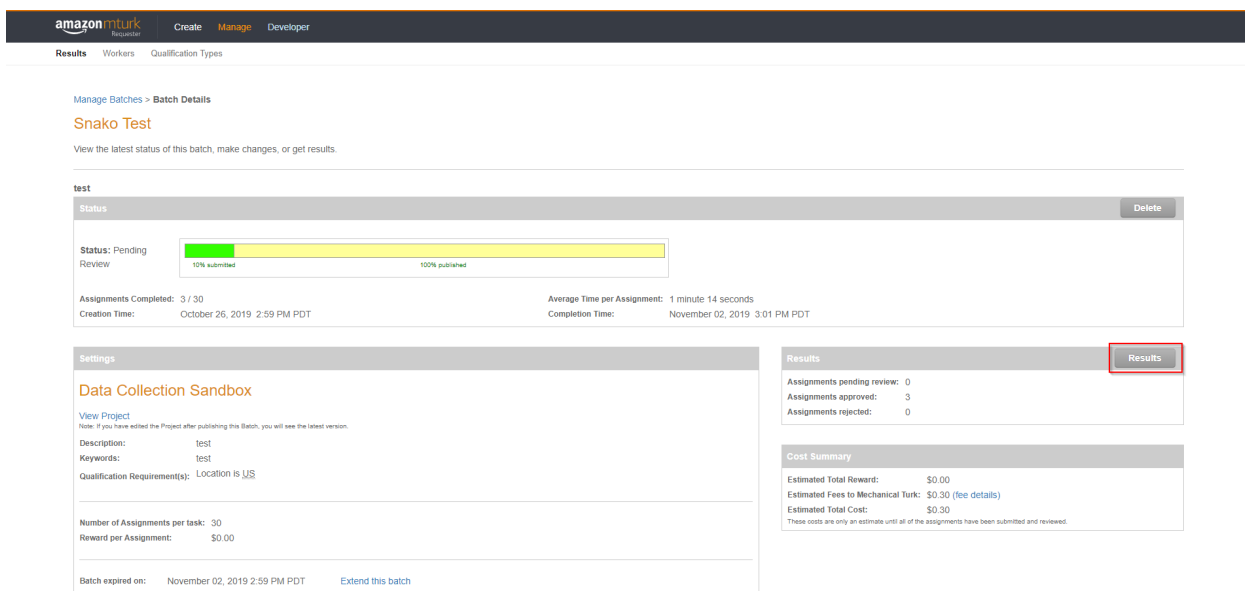 amazonmturk
Requester
Create Manage Developer
Results Workers Qualification Types
Manage Batches > Batch Details
Snako Test
View the latest status of this batch, make changes, or get results.
test
Status
Delete
Status: Pending
Review
10% submitted
100% published
Assignments Completed: 3 / 30
Average Time per Assignment: 1 minute 14 seconds
Creation Time: October 26, 2019 2:59 PM PDT
Completion Time: November 02, 2019 3:01 PM PDT
Settings
Data Collection Sandbox
View Project
Note: If you have edited the Project after publishing this Batch, you will see the latest version.
Description: test
Keywords: test
Qualification Requirement(s): Location is US
Number of Assignments per task: 30
Reward per Assignment: $0.00
Batch expired on: November 02, 2019 2:59 PM PDT Extend this batch
Results
Results
Assignments pending review: 0
Assignments approved: 3
Assignments rejected: 0
Cost Summary
Estimated Total Reward: $0.00
Estimated Fees to Mechanical Turk: $0.30 (fee details)
Estimated Total Cost: $0.30
These costs are only an estimate until all of the assignments have been submitted and reviewed.